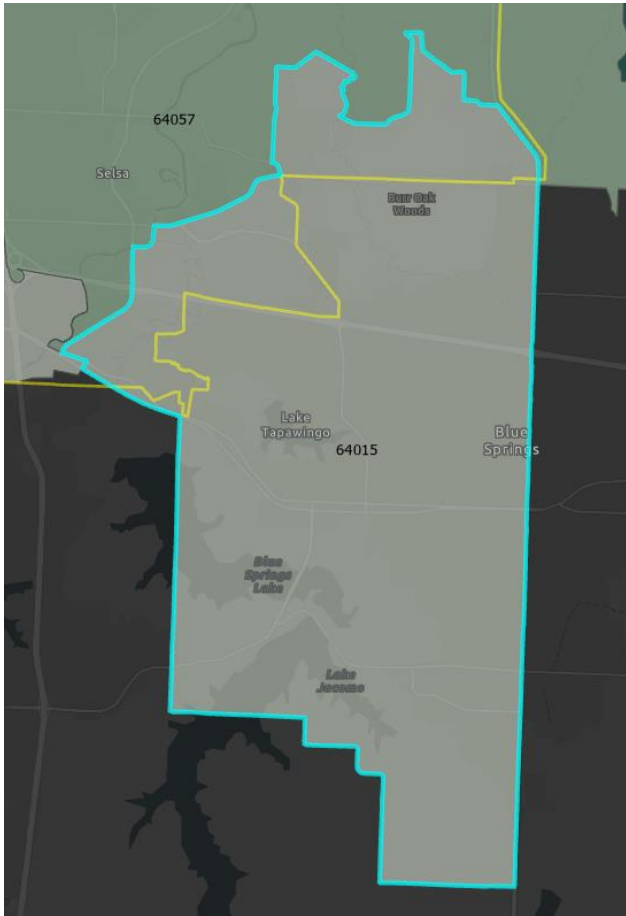 64057
Selsa
Burr Oak
Woods
Lake
Tapawingo
64015
Blue
Springs
Blue
Springs
Lake
Lake
Jacomo